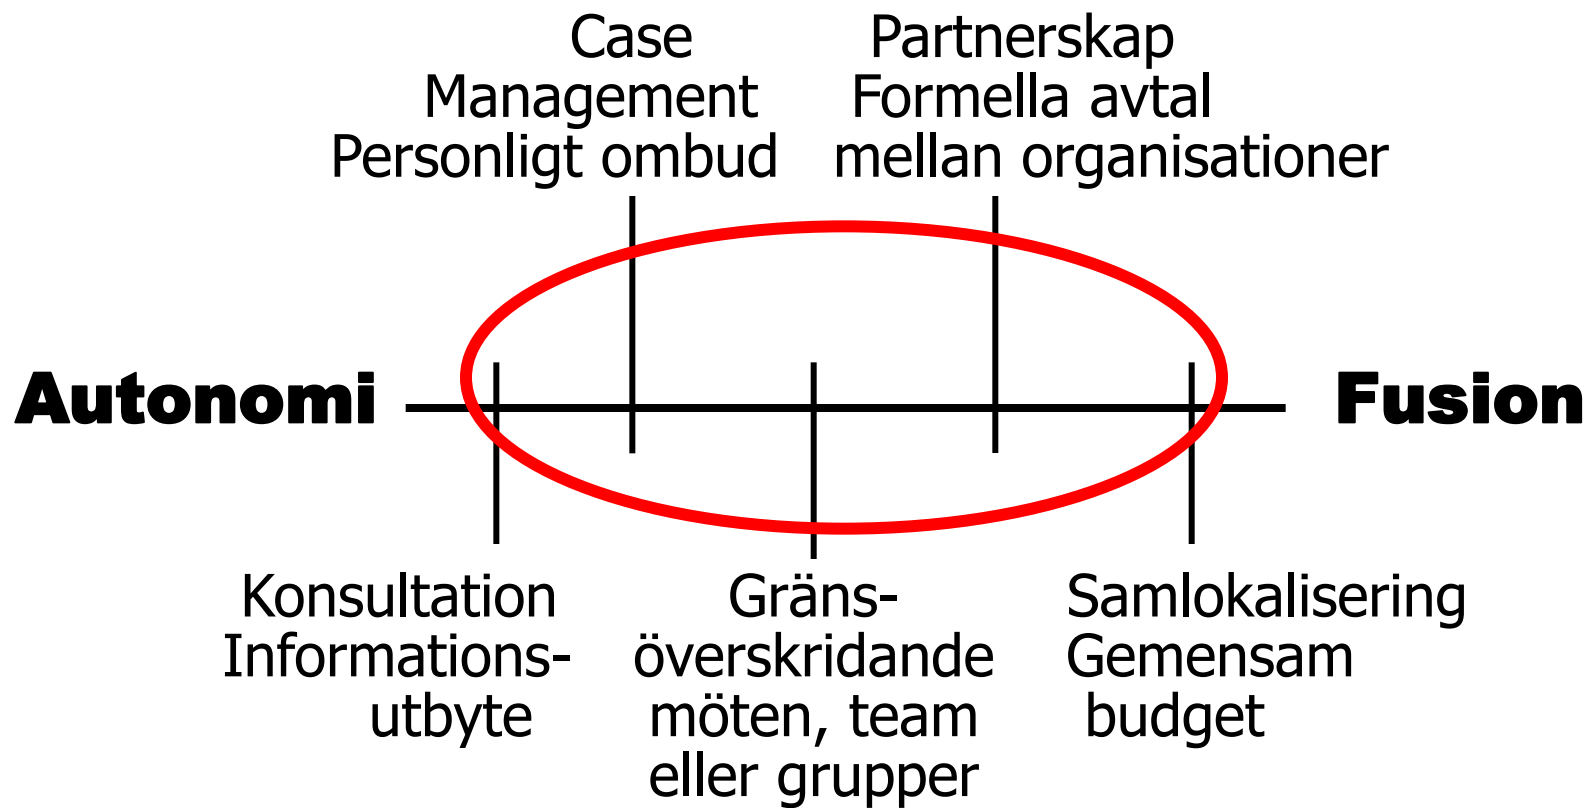 Case
Management
Personligt ombud
Partnerskap
Formella avtal
mellan organisationer
Autonomi
Fusion
Konsultation
Informations-
utbyte
Gräns-
överskridande
möten, team
eller grupper
Samlokalisering
Gemensam
budget